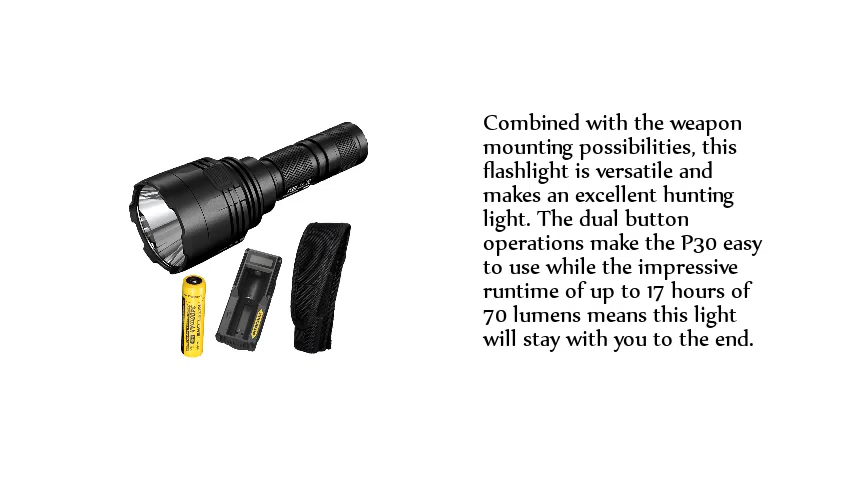 Combined with the weapon
mounting possibilities, this
flashlight is versatile and
makes an excellent hunting
light. The dual button
operations make the P30 easy
to use while the impressive
runtime of up to 17 hours of
70 lumens means this light
will stay with you to the end.